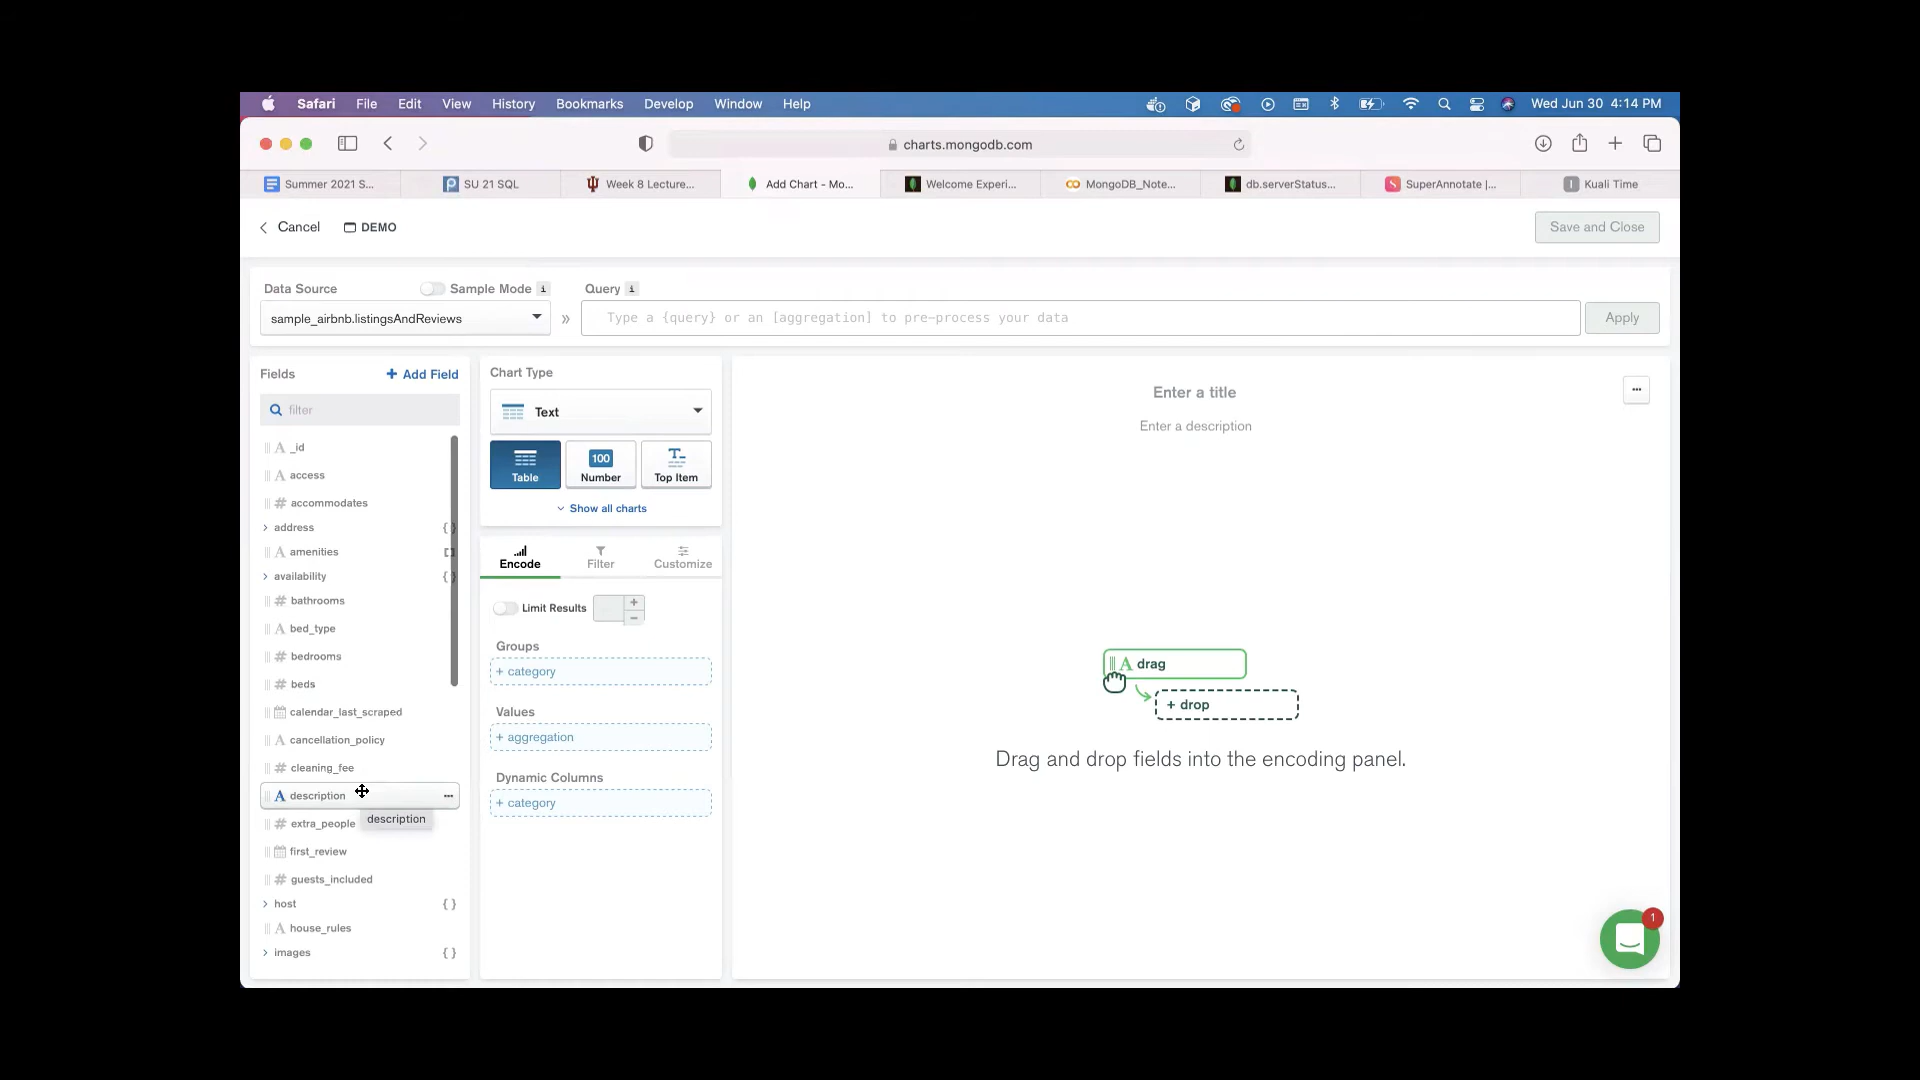 Safari File Edit View History Bookmarks Develop Window Help Wed Jun 30 4:14 PM
charts.mongodb.com
Summer 2021 S... SU 21 SQL Week 8 Lecture... Add Chart - Mo... Welcome Experi... MongoDB_Note... db.serverStatus... SuperAnnotate |... Kuali Time
Cancel DEMO Save and Close
Data Source Sample Mode i Query i
sample_airbnb.listingsAndReviews » Type a {query} or an [aggregation] to pre-process your data Apply
Fields + Add Field
filter
A _id
A access
# accommodates
address { }
A amenities [ ]
availability { }
# bathrooms
A bed_type
# bedrooms
# beds
calendar_last_scraped
A cancellation_policy
# cleaning_fee
A description
description
# extra_people
first_review
# guests_included
host { }
A house_rules
images { }
Chart Type
Text
100
T
Table Number Top Item
Show all charts
Encode Filter Customize
Limit Results + −
Groups
+ category
Values
+ aggregation
Dynamic Columns
+ category
Enter a title
Enter a description
A drag
+ drop
Drag and drop fields into the encoding panel.
1